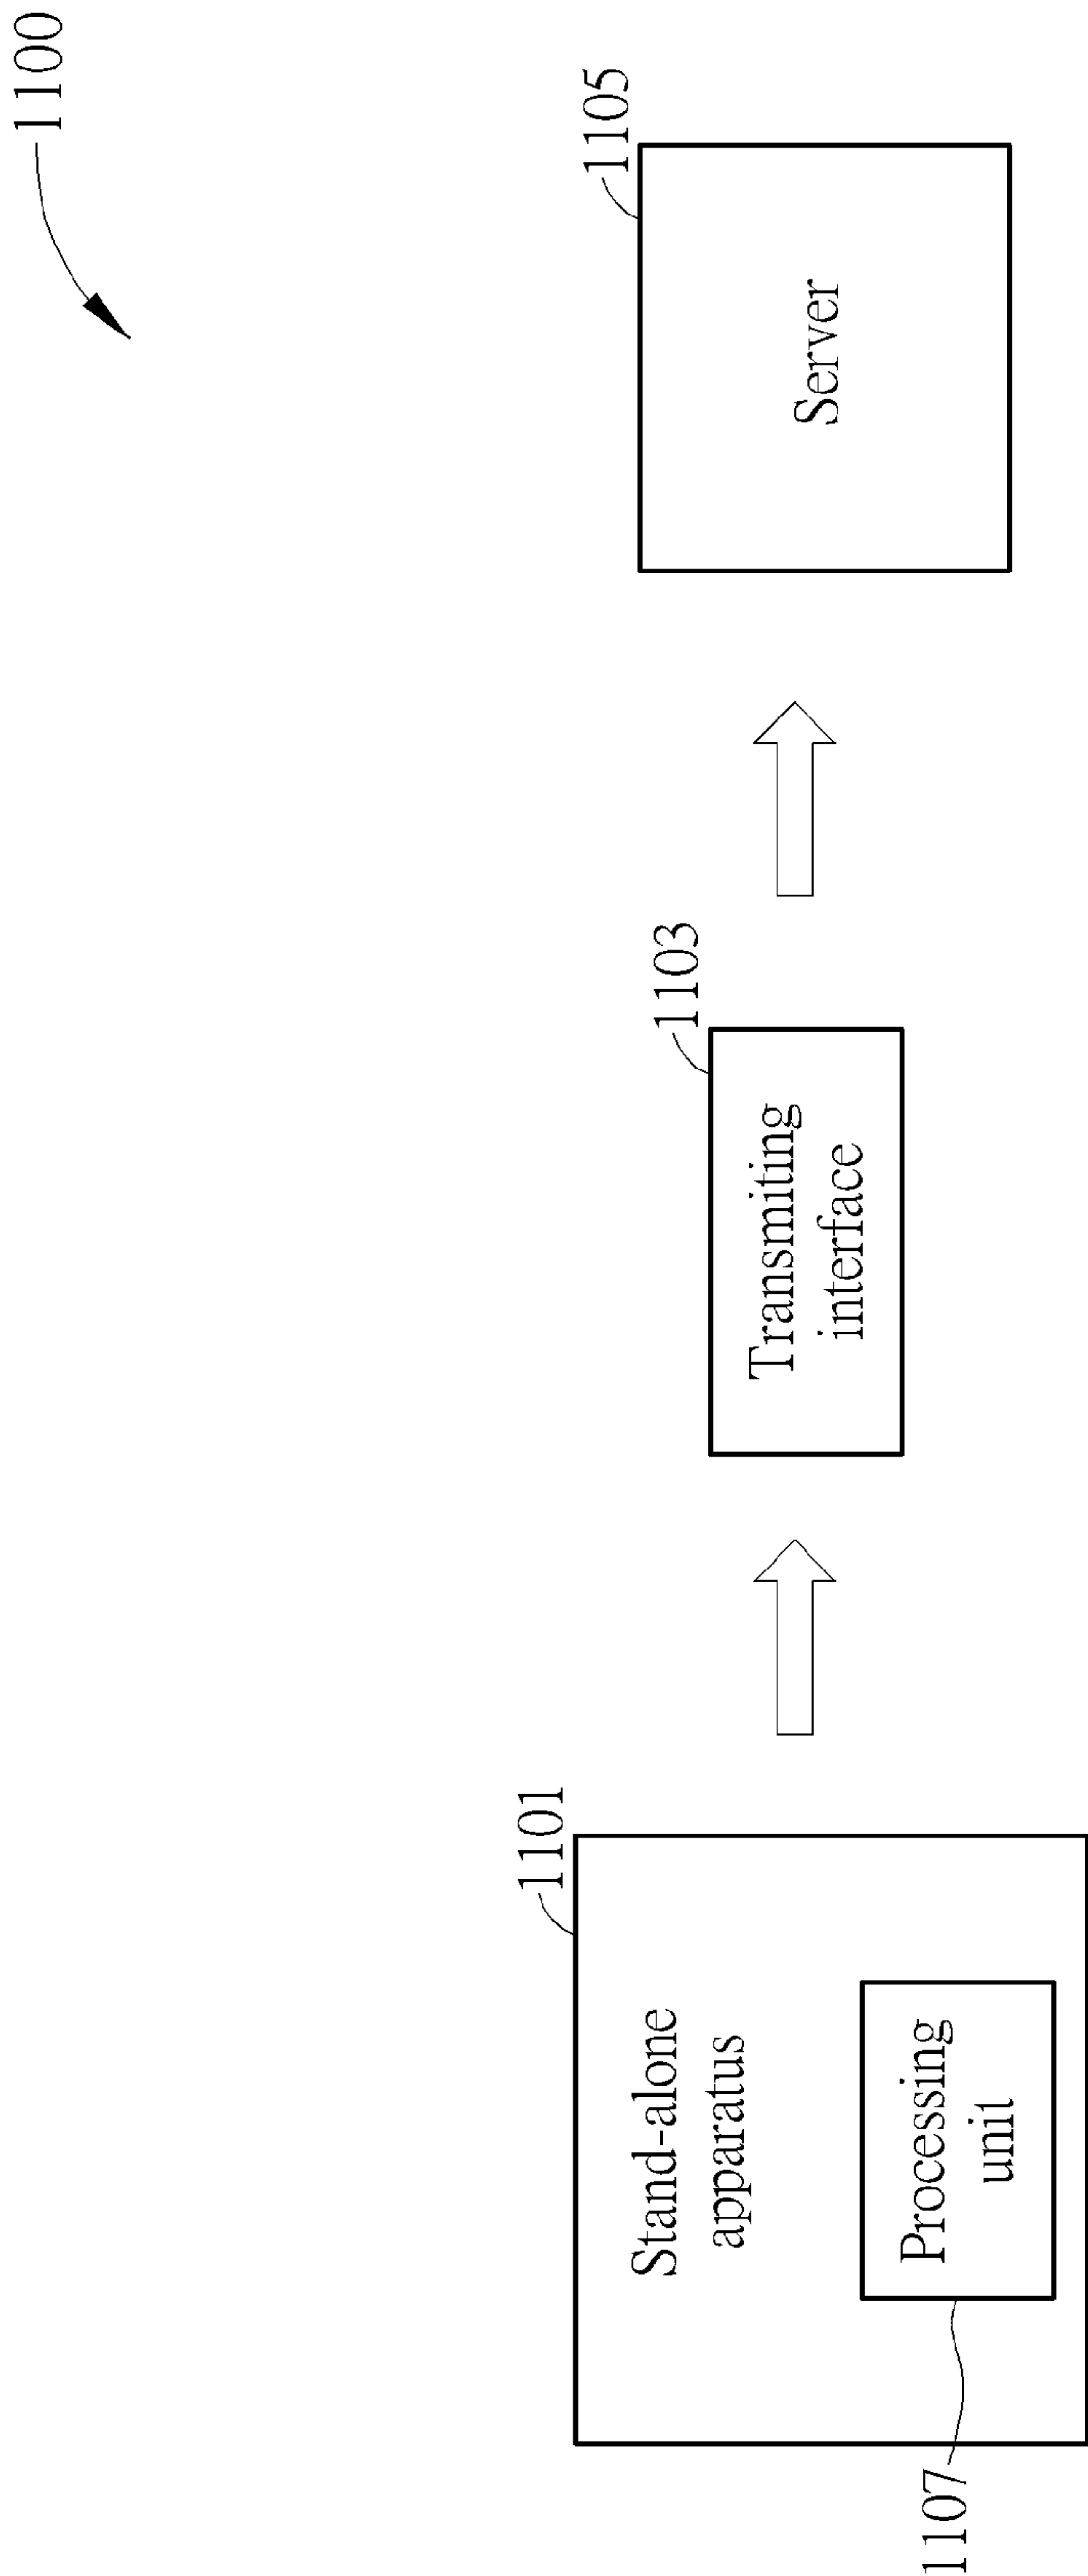 1100
1101
Stand-alone
apparatus
Processing
unit
1107
1103
Transmiting
interface
1105
Server